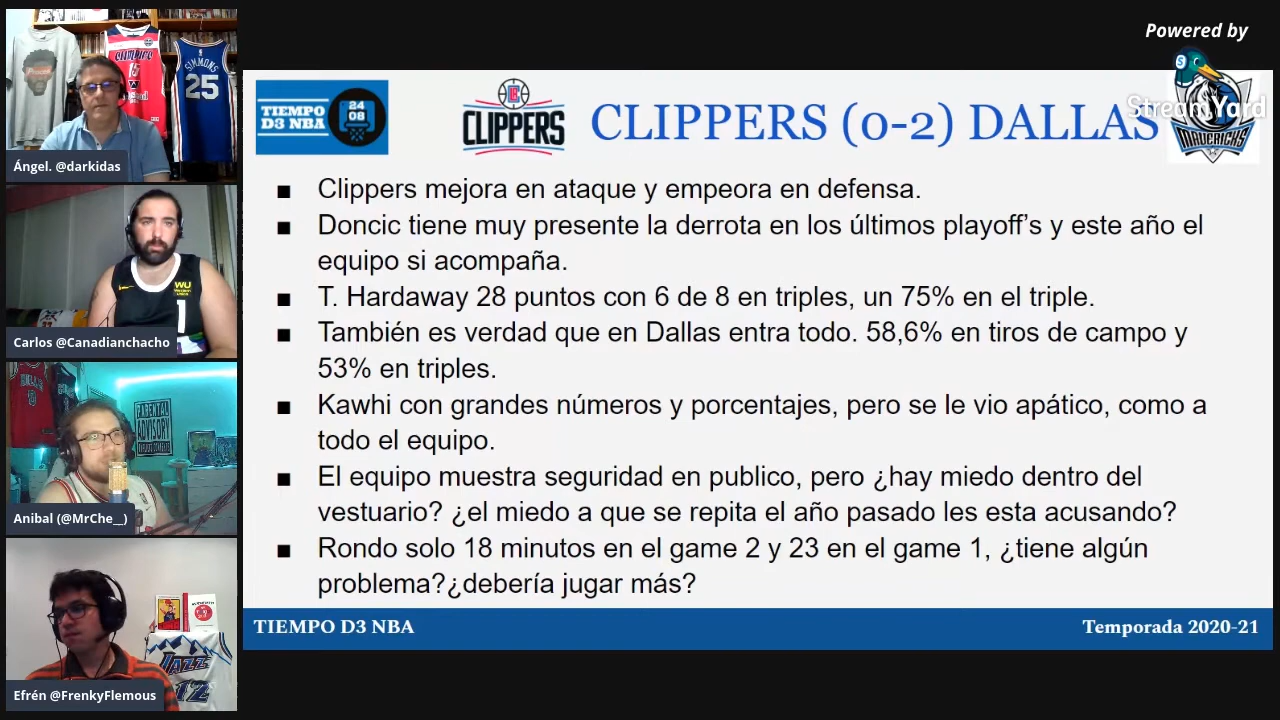 Powered by
StreamYard
TIEMPO
D3 NBA
24
08
CLIPPERS
CLIPPERS (0-2) DALLAS
MAVERICKS
■ Clippers mejora en ataque y empeora en defensa.
■ Doncic tiene muy presente la derrota en los últimos playoff’s y este año el
equipo si acompaña.
■ T. Hardaway 28 puntos con 6 de 8 en triples, un 75% en el triple.
■ También es verdad que en Dallas entra todo. 58,6% en tiros de campo y
53% en triples.
■ Kawhi con grandes números y porcentajes, pero se le vio apático, como a
todo el equipo.
■ El equipo muestra seguridad en publico, pero ¿hay miedo dentro del
vestuario? ¿el miedo a que se repita el año pasado les esta acusando?
■ Rondo solo 18 minutos en el game 2 y 23 en el game 1, ¿tiene algún
problema?¿debería jugar más?
TIEMPO D3 NBA
Temporada 2020-21
SIMMONS
25
Ángel. @darkidas
WU
1
Carlos @Canadianchacho
PARENTAL
ADVISORY
EXPLICIT CONTENT
Anibal (@MrChe__)
JAZZ
12
Efrén @FrenkyFlemous